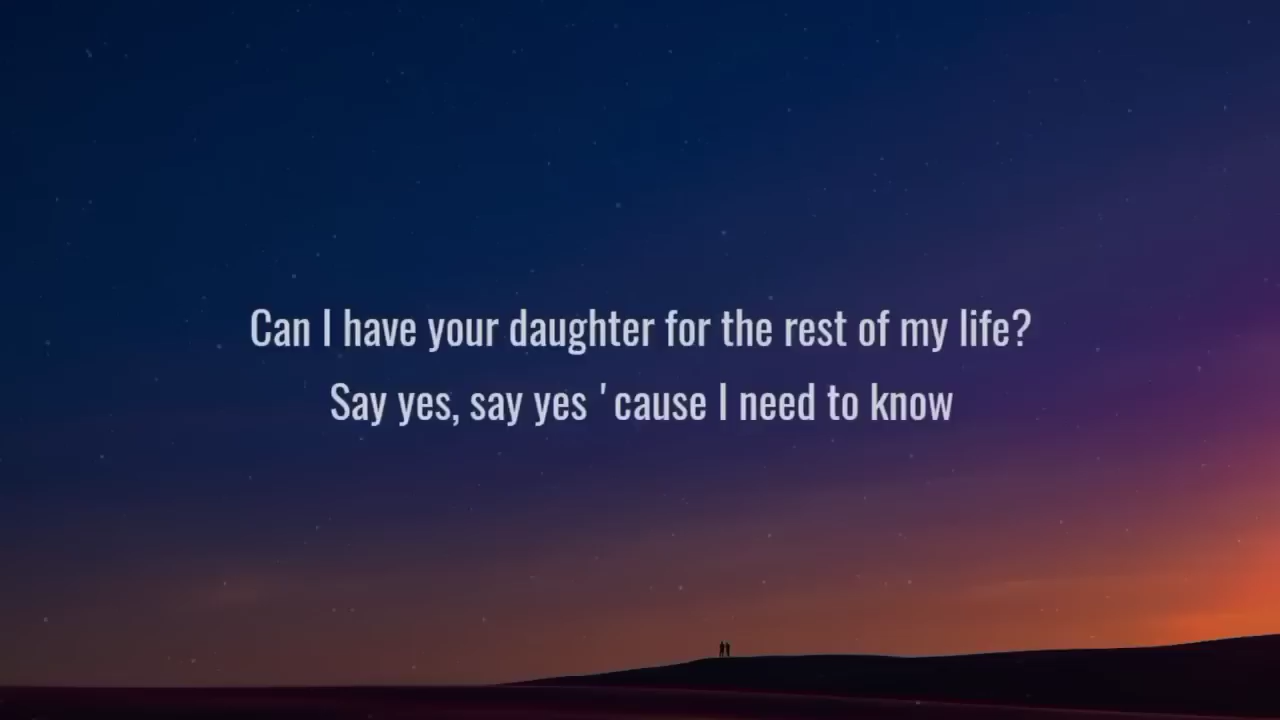 Can I have your daughter for the rest of my life?
Say yes, say yes 'cause I need to know